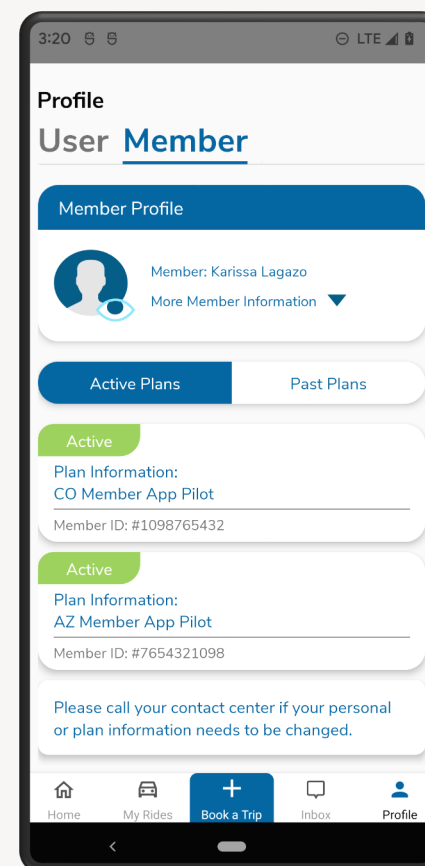 3:20
LTE
Profile
User Member
Member Profile
Member: Karissa Lagazo
More Member Information
Active Plans Past Plans
Active
Plan Information:
CO Member App Pilot
Member ID: #1098765432
Active
Plan Information:
AZ Member App Pilot
Member ID: #7654321098
Please call your contact center if your personal
or plan information needs to be changed.
Home My Rides Book a Trip Inbox Profile